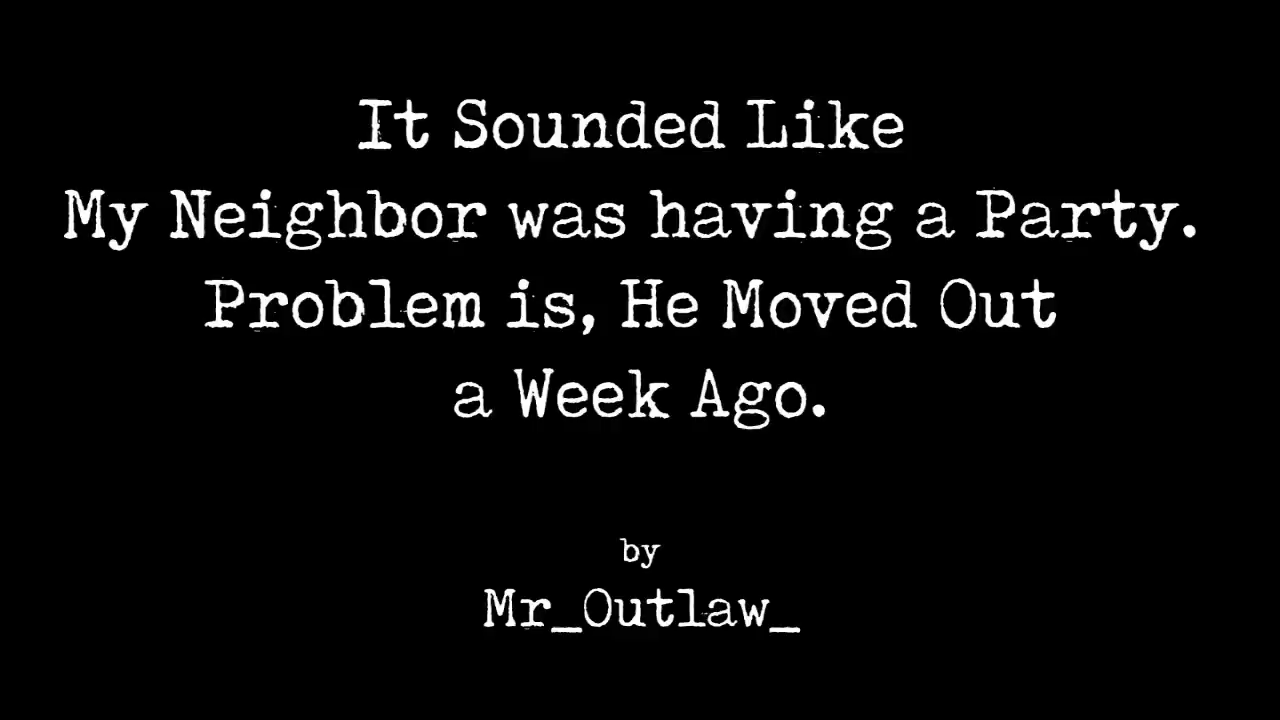 It Sounded Like
My Neighbor was having a Party.
Problem is, He Moved Out
a Week Ago.
by
Mr_Outlaw_